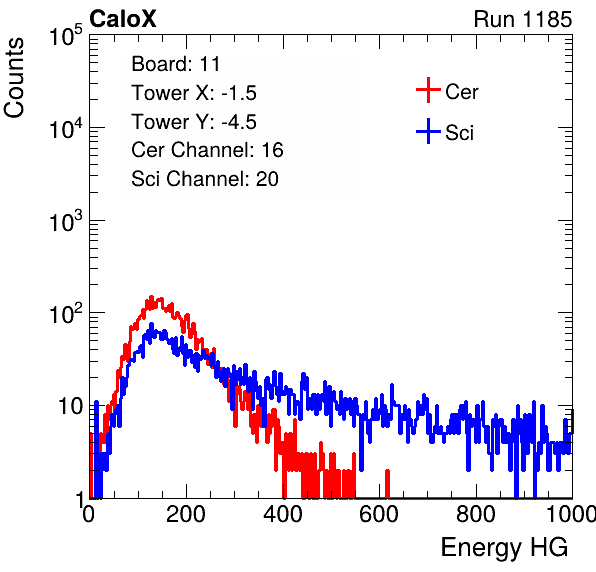 CaloX Run 1185
Counts
10^5
10^4
10^3
10^2
10
1
Board: 11
Tower X: -1.5
Tower Y: -4.5
Cer Channel: 16
Sci Channel: 20
Cer
Sci
0 200 400 600 800 1000
Energy HG